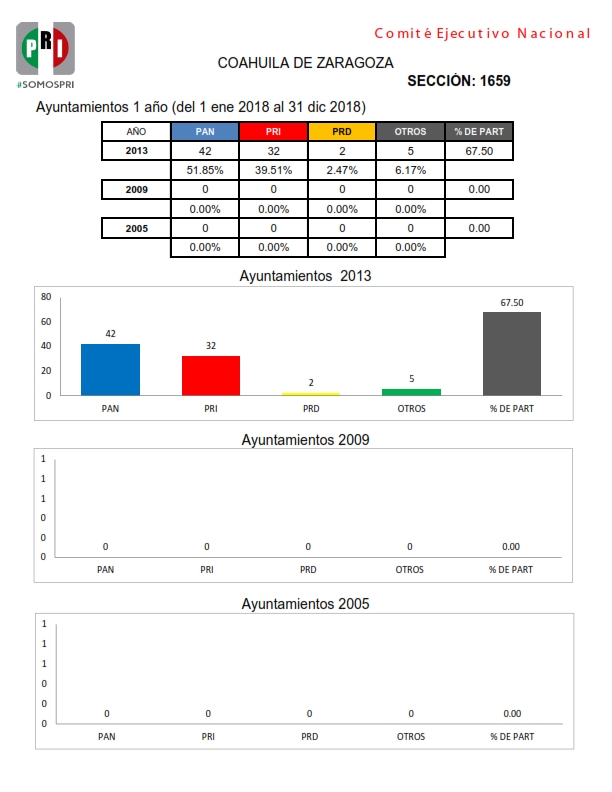 Comité Ejecutivo Nacional
PRI
#SOMOSPRI
COAHUILA DE ZARAGOZA
SECCIÓN: 1659
Ayuntamientos 1 año (del 1 ene 2018 al 31 dic 2018)
AÑO PAN PRI PRD OTROS % DE PART
2013 42 32 2 5 67.50
51.85% 39.51% 2.47% 6.17%
2009 0 0 0 0 0.00
0.00% 0.00% 0.00% 0.00%
2005 0 0 0 0 0.00
0.00% 0.00% 0.00% 0.00%
Ayuntamientos 2013
80
60
40
20
0
42 32 2 5 67.50
PAN PRI PRD OTROS % DE PART
Ayuntamientos 2009
1
1
1
0
0
0
0 0 0 0 0.00
PAN PRI PRD OTROS % DE PART
Ayuntamientos 2005
1
1
1
0
0
0
0 0 0 0 0.00
PAN PRI PRD OTROS % DE PART